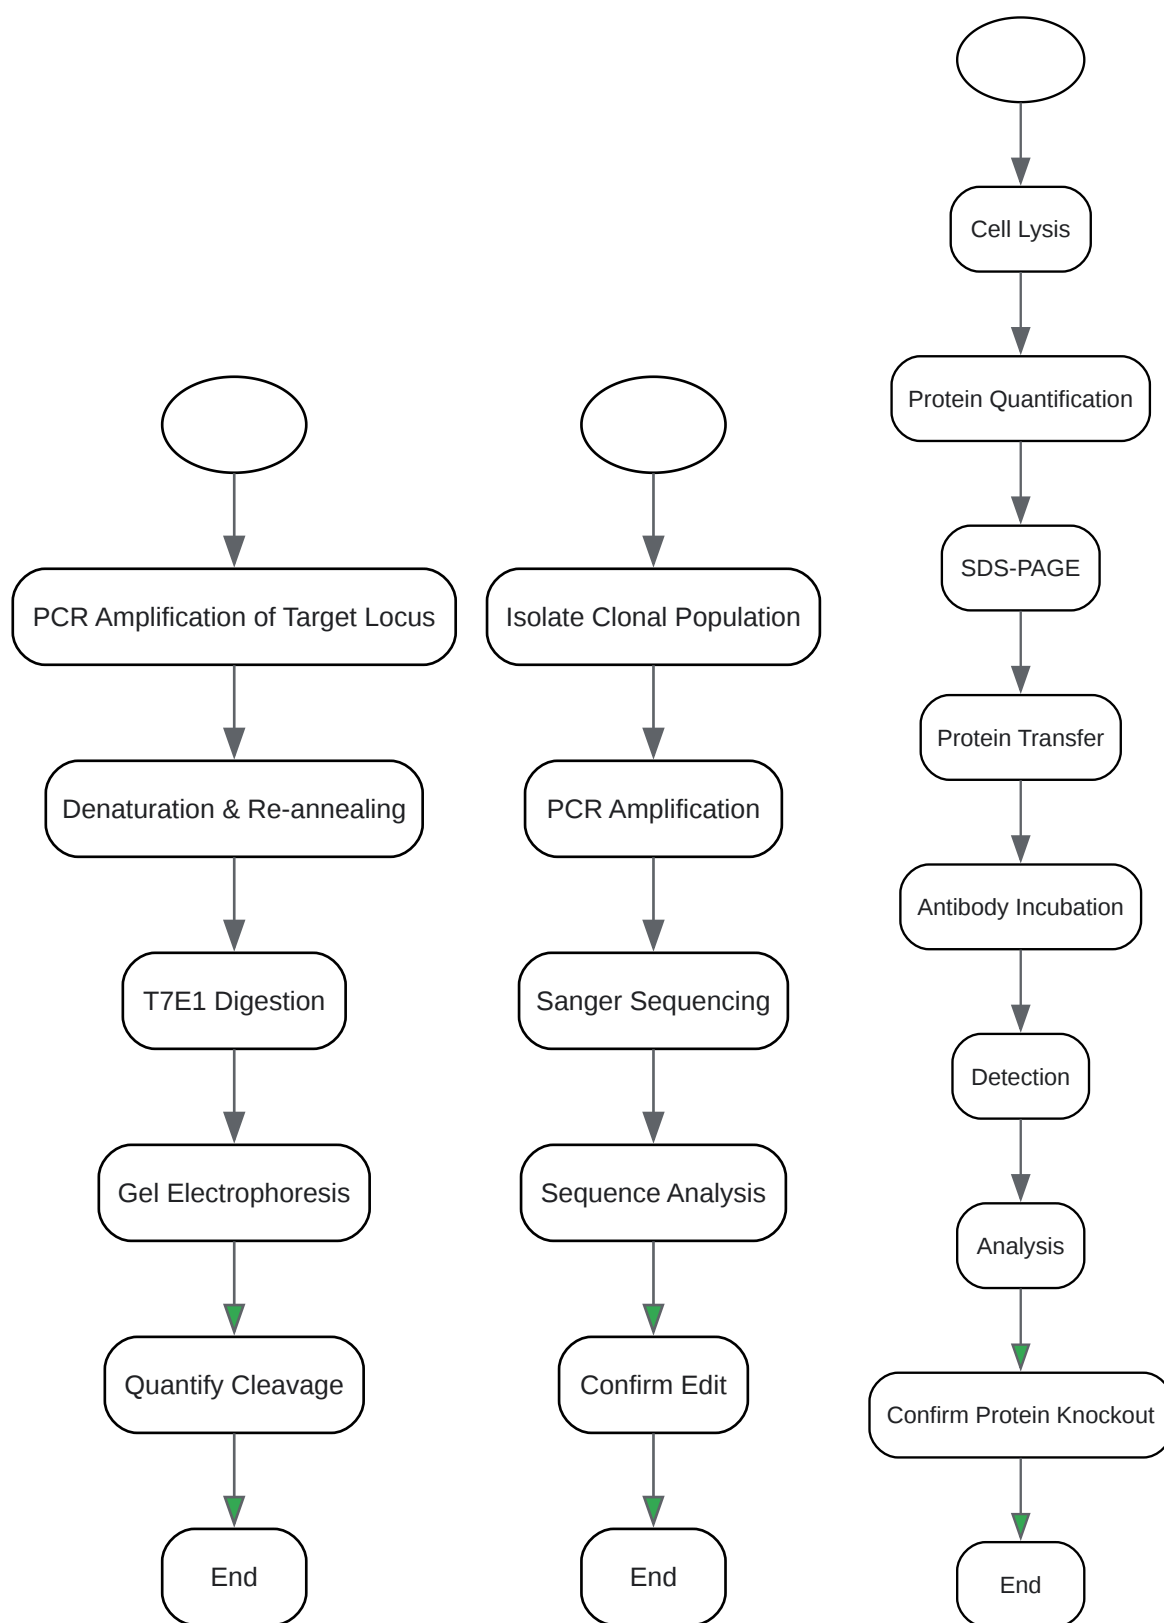 PCR Amplification of Target Locus
Denaturation & Re-annealing
T7E1 Digestion
Gel Electrophoresis
Quantify Cleavage
End
Isolate Clonal Population
PCR Amplification
Sanger Sequencing
Sequence Analysis
Confirm Edit
End
Cell Lysis
Protein Quantification
SDS-PAGE
Protein Transfer
Antibody Incubation
Detection
Analysis
Confirm Protein Knockout
End